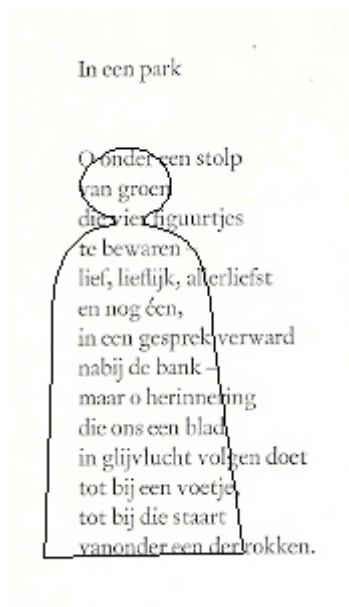 In een park
O onder een stolp
van groen
die vier figuurtjes
te bewaren –
lief, lieflijk, allerliefst
en nog éen,
in een gesprek verward
nabij de bank –
maar o herinnering
die ons een blad
in glijvlucht volgen doet
tot bij een voetje,
tot bij die staart
vanonder een der rokken.